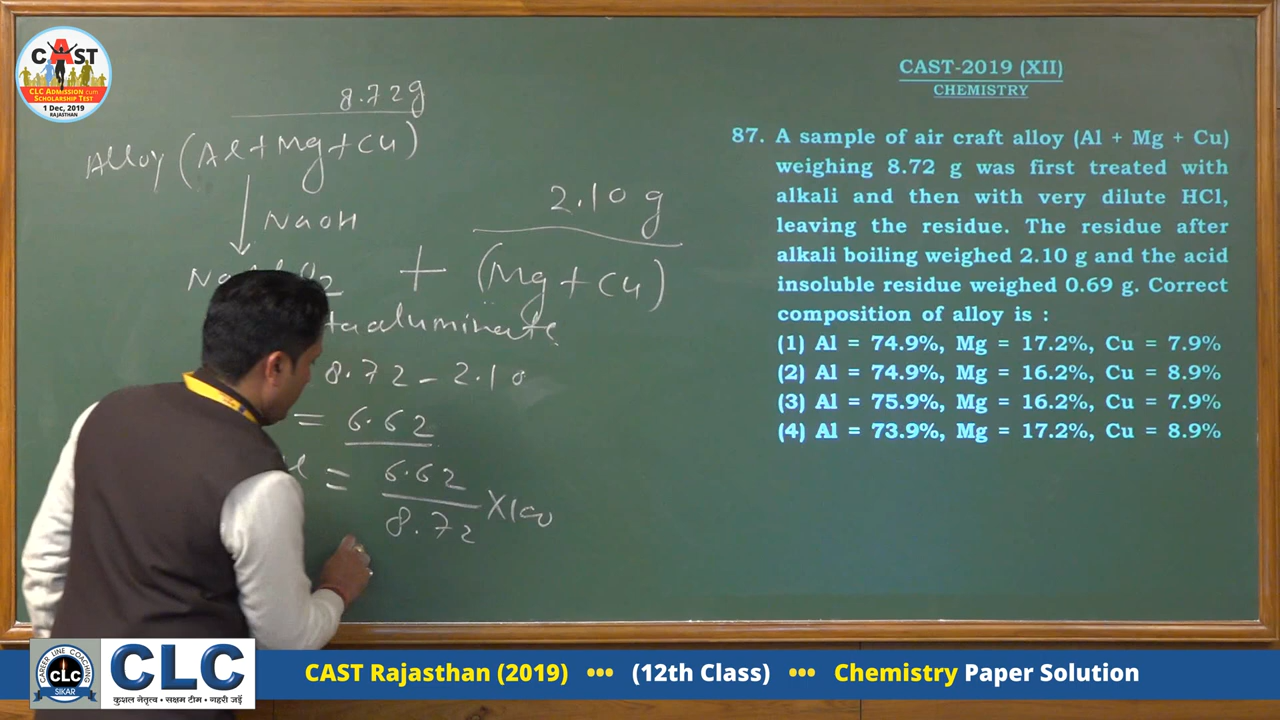 CAST
CLC ADMISSION cum
SCHOLARSHIP TEST
1 Dec, 2019
RAJASTHAN
8.72g
Alloy (Al+Mg+Cu)
NaOH
2.10 g
+ (Mg + Cu)
aluminate
8.72 - 2.10
= 6.62
= 6.62
8.72 X100
CAST-2019 (XII)
CHEMISTRY
87. A sample of air craft alloy (Al + Mg + Cu)
weighing 8.72 g was first treated with
alkali and then with very dilute HCl,
leaving the residue. The residue after
alkali boiling weighed 2.10 g and the acid
insoluble residue weighed 0.69 g. Correct
composition of alloy is :
(1) Al = 74.9%, Mg = 17.2%, Cu = 7.9%
(2) Al = 74.9%, Mg = 16.2%, Cu = 8.9%
(3) Al = 75.9%, Mg = 16.2%, Cu = 7.9%
(4) Al = 73.9%, Mg = 17.2%, Cu = 8.9%
CAREER LINE COACHING
CLC
SIKAR
CLC
कुशल नेतृत्व • सक्षम टीम • गहरी जड़ें
CAST Rajasthan (2019) ••• (12th Class) ••• Chemistry Paper Solution